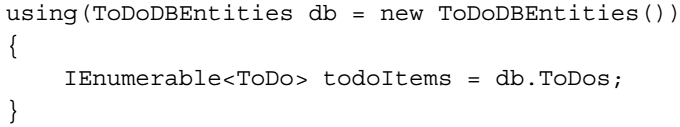 using(ToDoDBEntities db = new ToDoDBEntities())
{
    IEnumerable<ToDo> todoItems = db.ToDos;
}